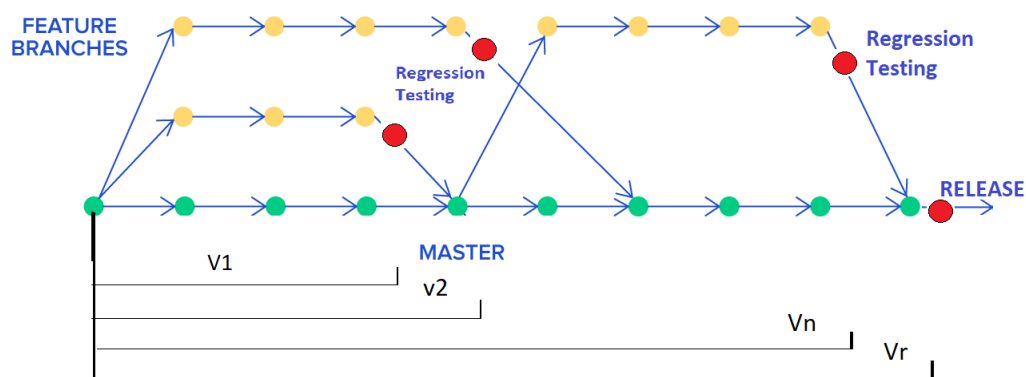 FEATURE
BRANCHES
Regression
Testing
Regression
Testing
RELEASE
MASTER
V1
v2
Vn
Vr